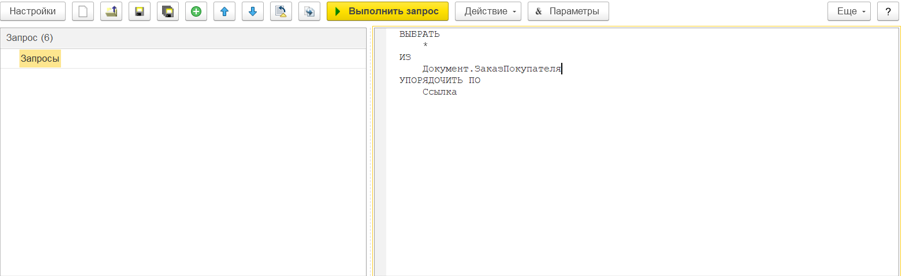 Настройки Выполнить запрос Действие & Параметры Еще ?
Запрос (6)
Запросы
ВЫБРАТЬ
*
ИЗ
Документ.ЗаказПокупателя
УПОРЯДОЧИТЬ ПО
Ссылка